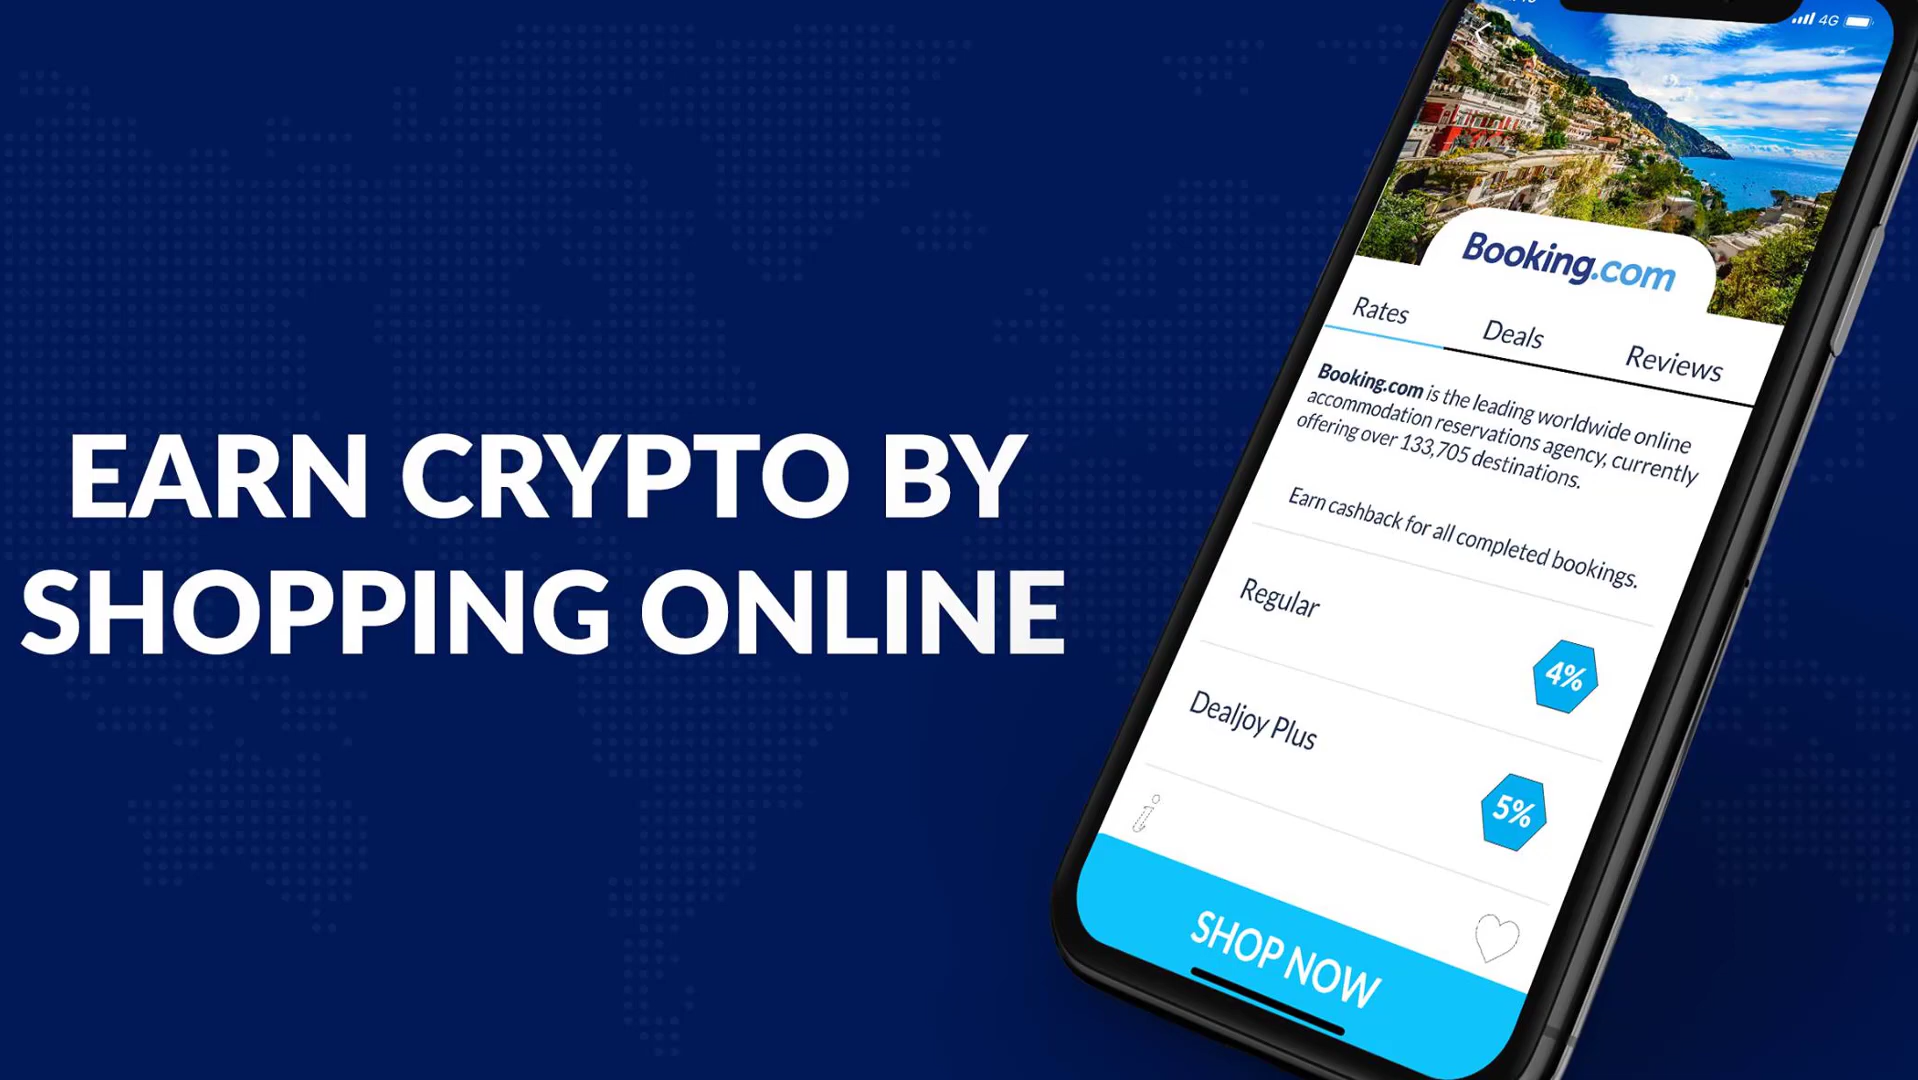 EARN CRYPTO BY
SHOPPING ONLINE
4G
Booking.com
Rates
Deals
Reviews
Booking.com is the leading worldwide online
accommodation reservations agency, currently
offering over 133,705 destinations.
Earn cashback for all completed bookings.
Regular
4%
Dealjoy Plus
5%
i
SHOP NOW